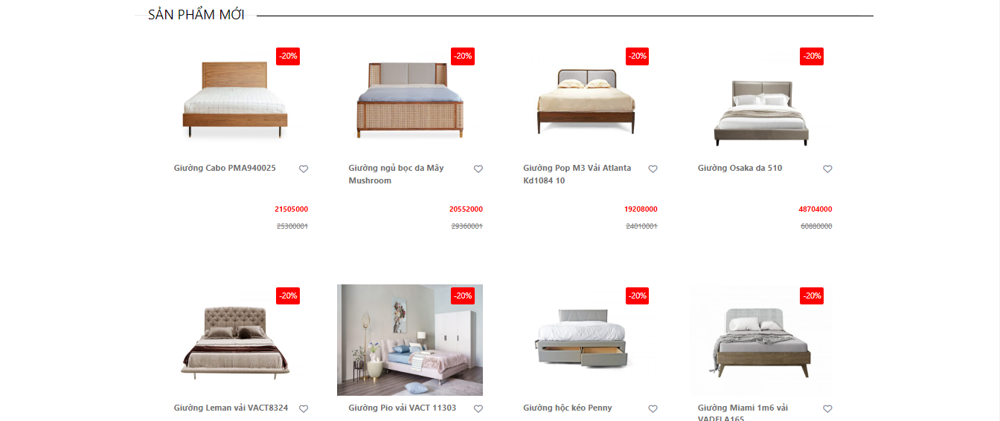 SẢN PHẨM MỚI
-20%
-20%
-20%
-20%
Giường Cabo PMA940025
Giường ngủ bọc da Mây
Mushroom
Giường Pop M3 Vải Atlanta
Kd1084 10
Giường Osaka da 510
21505000
20552000
19208000
48704000
25300001
29360001
24010001
60880000
-20%
-20%
-20%
-20%
Giường Leman vải VACT8324
Giường Pio vải VACT 11303
Giường hộc kéo Penny
Giường Miami 1m6 vải
VADFLA165